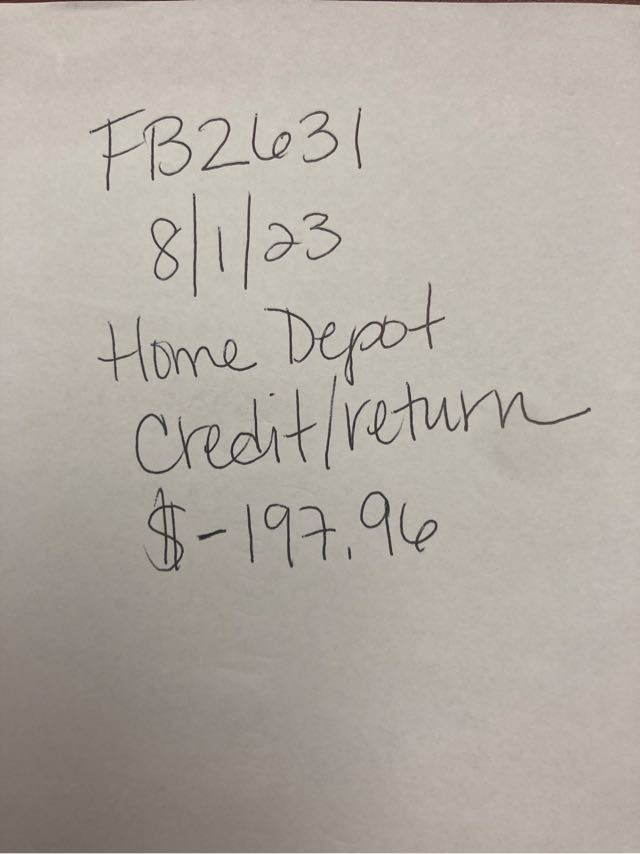 FB2631
8/1/23
Home Depot
Credit/return
$-197.96